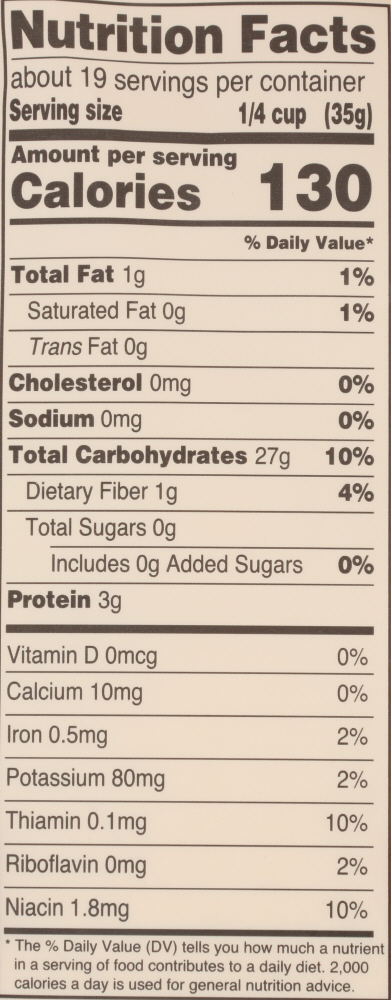 Nutrition Facts
about 19 servings per container
Serving size 1/4 cup (35g)
Amount per serving
Calories 130
% Daily Value*
Total Fat 1g 1%
Saturated Fat 0g 1%
Trans Fat 0g
Cholesterol 0mg 0%
Sodium 0mg 0%
Total Carbohydrates 27g 10%
Dietary Fiber 1g 4%
Total Sugars 0g
Includes 0g Added Sugars 0%
Protein 3g
Vitamin D 0mcg 0%
Calcium 10mg 0%
Iron 0.5mg 2%
Potassium 80mg 2%
Thiamin 0.1mg 10%
Riboflavin 0mg 2%
Niacin 1.8mg 10%
* The % Daily Value (DV) tells you how much a nutrient
in a serving of food contributes to a daily diet. 2,000
calories a day is used for general nutrition advice.